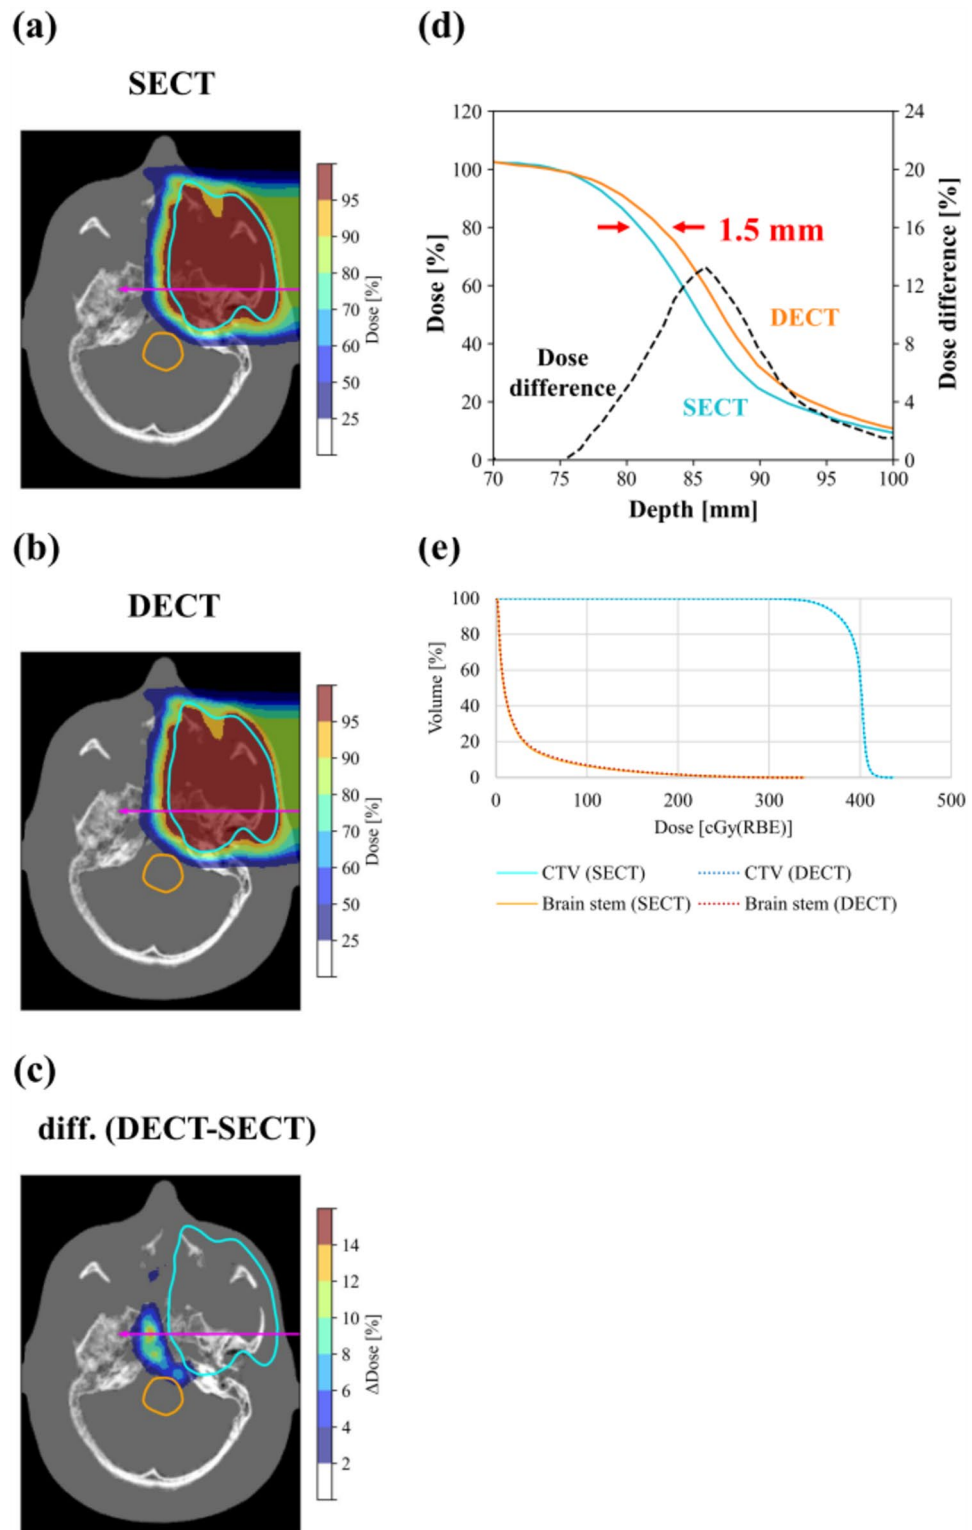 (a)
SECT
95
90
80
70
60
50
25
Dose [%]
(d)
120
100
80
60
40
20
0
Dose [%]
24
20
16
12
8
4
0
Dose difference [%]
1.5 mm
DECT
Dose
difference
SECT
70 75 80 85 90 95 100
Depth [mm]
(b)
DECT
95
90
80
70
60
50
25
Dose [%]
(e)
100
80
60
40
20
0
Volume [%]
0 100 200 300 400 500
Dose [cGy(RBE)]
CTV (SECT) CTV (DECT)
Brain stem (SECT) Brain stem (DECT)
(c)
diff. (DECT-SECT)
14
12
10
8
6
4
2
ΔDose [%]